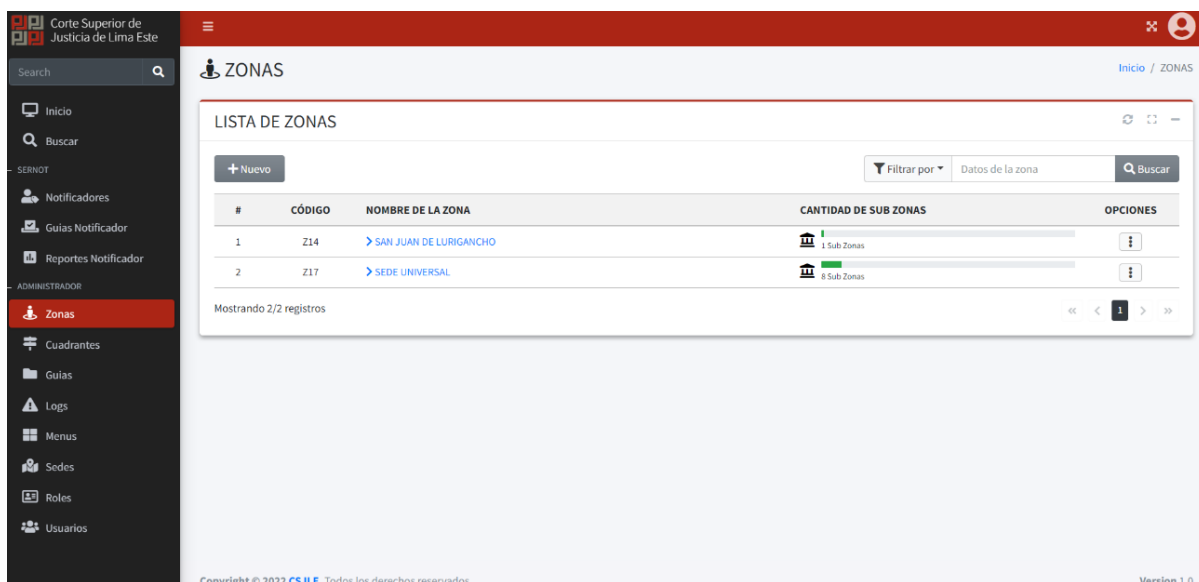 Corte Superior de
Justicia de Lima Este
Search
Inicio
Buscar
SERNOT
Notificadores
Guias Notificador
Reportes Notificador
ADMINISTRADOR
Zonas
Cuadrantes
Guias
Logs
Menus
Sedes
Roles
Usuarios
ZONAS
Inicio / ZONAS
LISTA DE ZONAS
+ Nuevo
Filtrar por
Datos de la zona
Buscar
# CÓDIGO NOMBRE DE LA ZONA CANTIDAD DE SUB ZONAS OPCIONES
1 Z14 SAN JUAN DE LURIGANCHO 1 Sub Zonas
2 Z17 SEDE UNIVERSAL 8 Sub Zonas
Mostrando 2/2 registros
« < 1 > »
Copyright © 2022 CSJLE. Todos los derechos reservados.
Version 1.0